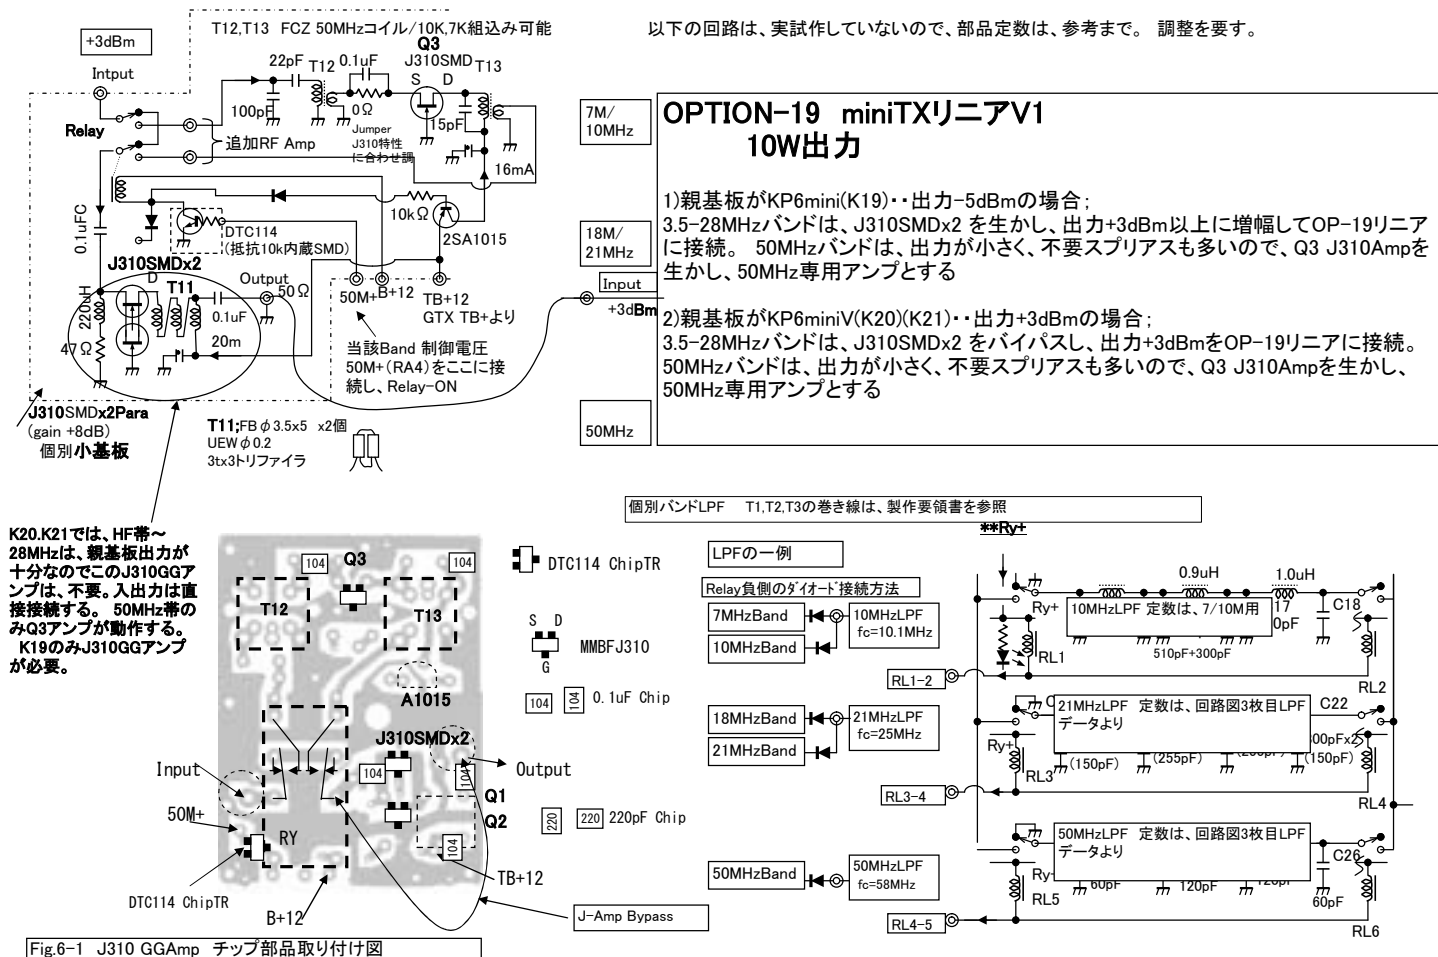 T12,T13 FCZ 50MHzコイル/10K,7K組込み可能
以下の回路は、実試作していないので、部品定数は、参考まで。 調整を要す。
+3dBm
Intput
Relay
追加RF Amp
22pF
T12
0.1uF
Q3
J310SMD
T13
S D
100pF
0Ω
Jumper
J310特性
に合わせ調
15pF
16mA
10kΩ
2SA1015
0.1uFC
DTC114
(抵抗10k内蔵SMD)
J310SMDx2
D
T11
Output
50Ω
220uH
0.1uF
47Ω
20m
50M+
B+12
TB+12
GTX TB+より
当該Band 制御電圧
50M+(RA4)をここに接
続し、Relay-ON
J310SMDx2Para
(gain +8dB)
個別小基板
T11;FBφ3.5x5 x2個
UEWφ0.2
3tx3トリファイラ
7M/
10MHz
18M/
21MHz
Input
+3dBm
50MHz
OPTION-19 miniTXリニアV1
10W出力
1)親基板がKP6mini(K19)・・出力-5dBmの場合;
3.5-28MHzバンドは、J310SMDx2 を生かし、出力+3dBm以上に増幅してOP-19リニア
に接続。 50MHzバンドは、出力が小さく、不要スプリアスも多いので、Q3 J310Ampを
生かし、50MHz専用アンプとする
2)親基板がKP6miniV(K20)(K21)・・出力+3dBmの場合;
3.5-28MHzバンドは、J310SMDx2 をバイパスし、出力+3dBmをOP-19リニアに接続。
50MHzバンドは、出力が小さく、不要スプリアスも多いので、Q3 J310Ampを生かし、
50MHz専用アンプとする
K20.K21では、HF帯～
28MHzは、親基板出力が
十分なのでこのJ310GGア
ンプは、不要。入出力は直
接接続する。 50MHz帯の
みQ3アンプが動作する。
K19のみJ310GGアンプ
が必要。
104
Q3
104
T12
T13
A1015
J310SMDx2
104
104
Q1
Q2
104
Input
50M+
RY
DTC114 ChipTR
B+12
Output
TB+12
J-Amp Bypass
DTC114 ChipTR
S D
G
MMBFJ310
104
104
0.1uF Chip
220
220
220pF Chip
Fig.6-1 J310 GGAmp チップ部品取り付け図
個別バンドLPF T1,T2,T3の巻き線は、製作要領書を参照
LPFの一例
Relay負側のﾀﾞｲｵｰﾄﾞ接続方法
7MHzBand
10MHzBand
10MHzLPF
fc=10.1MHz
RL1-2
18MHzBand
21MHzBand
21MHzLPF
fc=25MHz
RL3-4
50MHzBand
50MHzLPF
fc=58MHz
RL4-5
**Ry+
0.9uH
1.0uH
Ry+
10MHzLPF 定数は、7/10M用
17
0pF
C18
510pF+300pF
RL1
RL2
21MHzLPF 定数は、回路図3枚目LPF
データより
C22
Ry+
300pFx2
(150pF)
(255pF)
(150pF)
RL3
RL4
50MHzLPF 定数は、回路図3枚目LPF
データより
C26
Ry
60pF
120pF
60pF
RL5
RL6